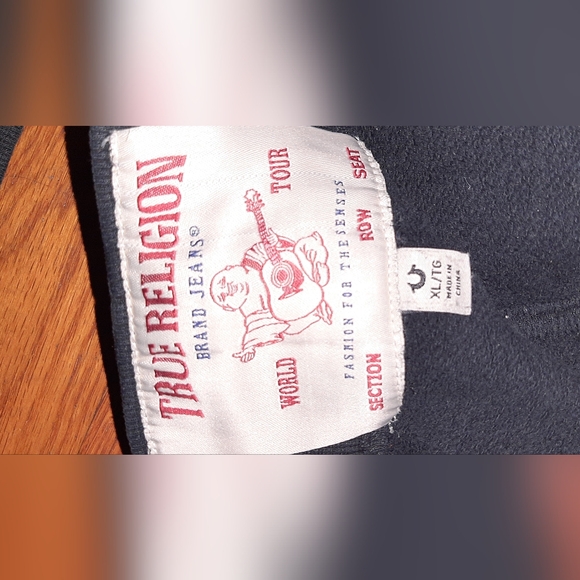 TRUE RELIGION
BRAND JEANS®
WORLD TOUR
FASHION FOR THE SENSES
SECTION ROW SEAT
XL/TG
MADE IN
CHINA